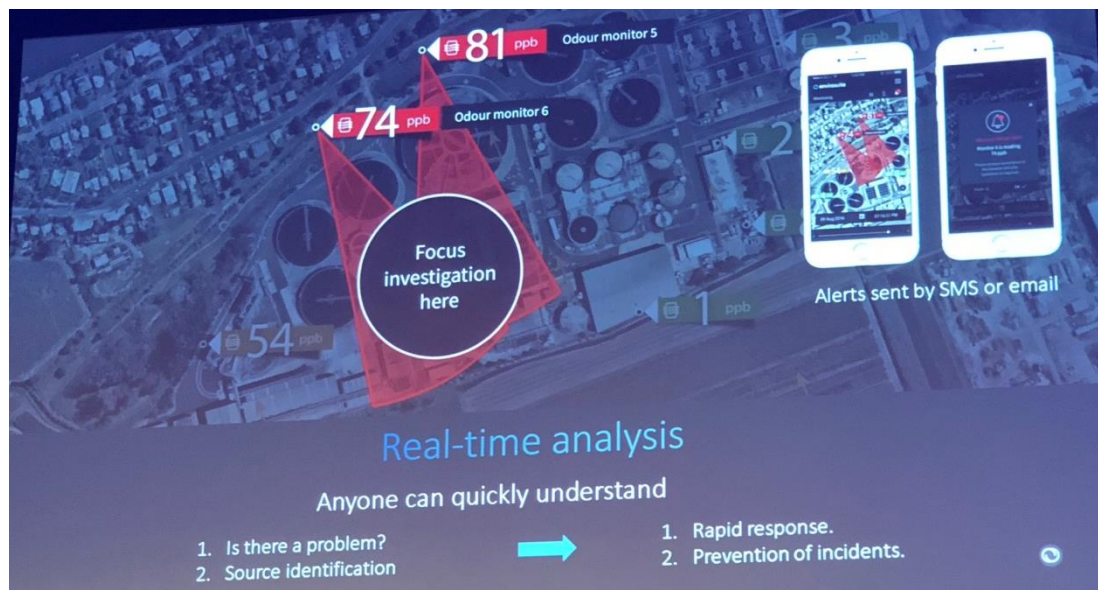 81 ppb Odour monitor 5
74 ppb Odour monitor 6
3
2
Focus
investigation
here
54 ppb
1 ppb
envirosuite
Alerts sent by SMS or email
Real-time analysis
Anyone can quickly understand
1. Is there a problem?
2. Source identification
1. Rapid response.
2. Prevention of incidents.